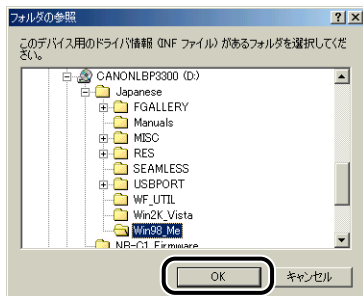 フォルダの参照
このデバイス用のドライバ情報 (INF ファイル) があるフォルダを選択してくだ
さい。
CANONLBP3300 (D:)
Japanese
FGALLERY
Manuals
MISC
RES
SEAMLESS
USBPORT
WF_UTIL
Win2K_Vista
Win98_Me
NB-C1_Firmware
OK
キャンセル